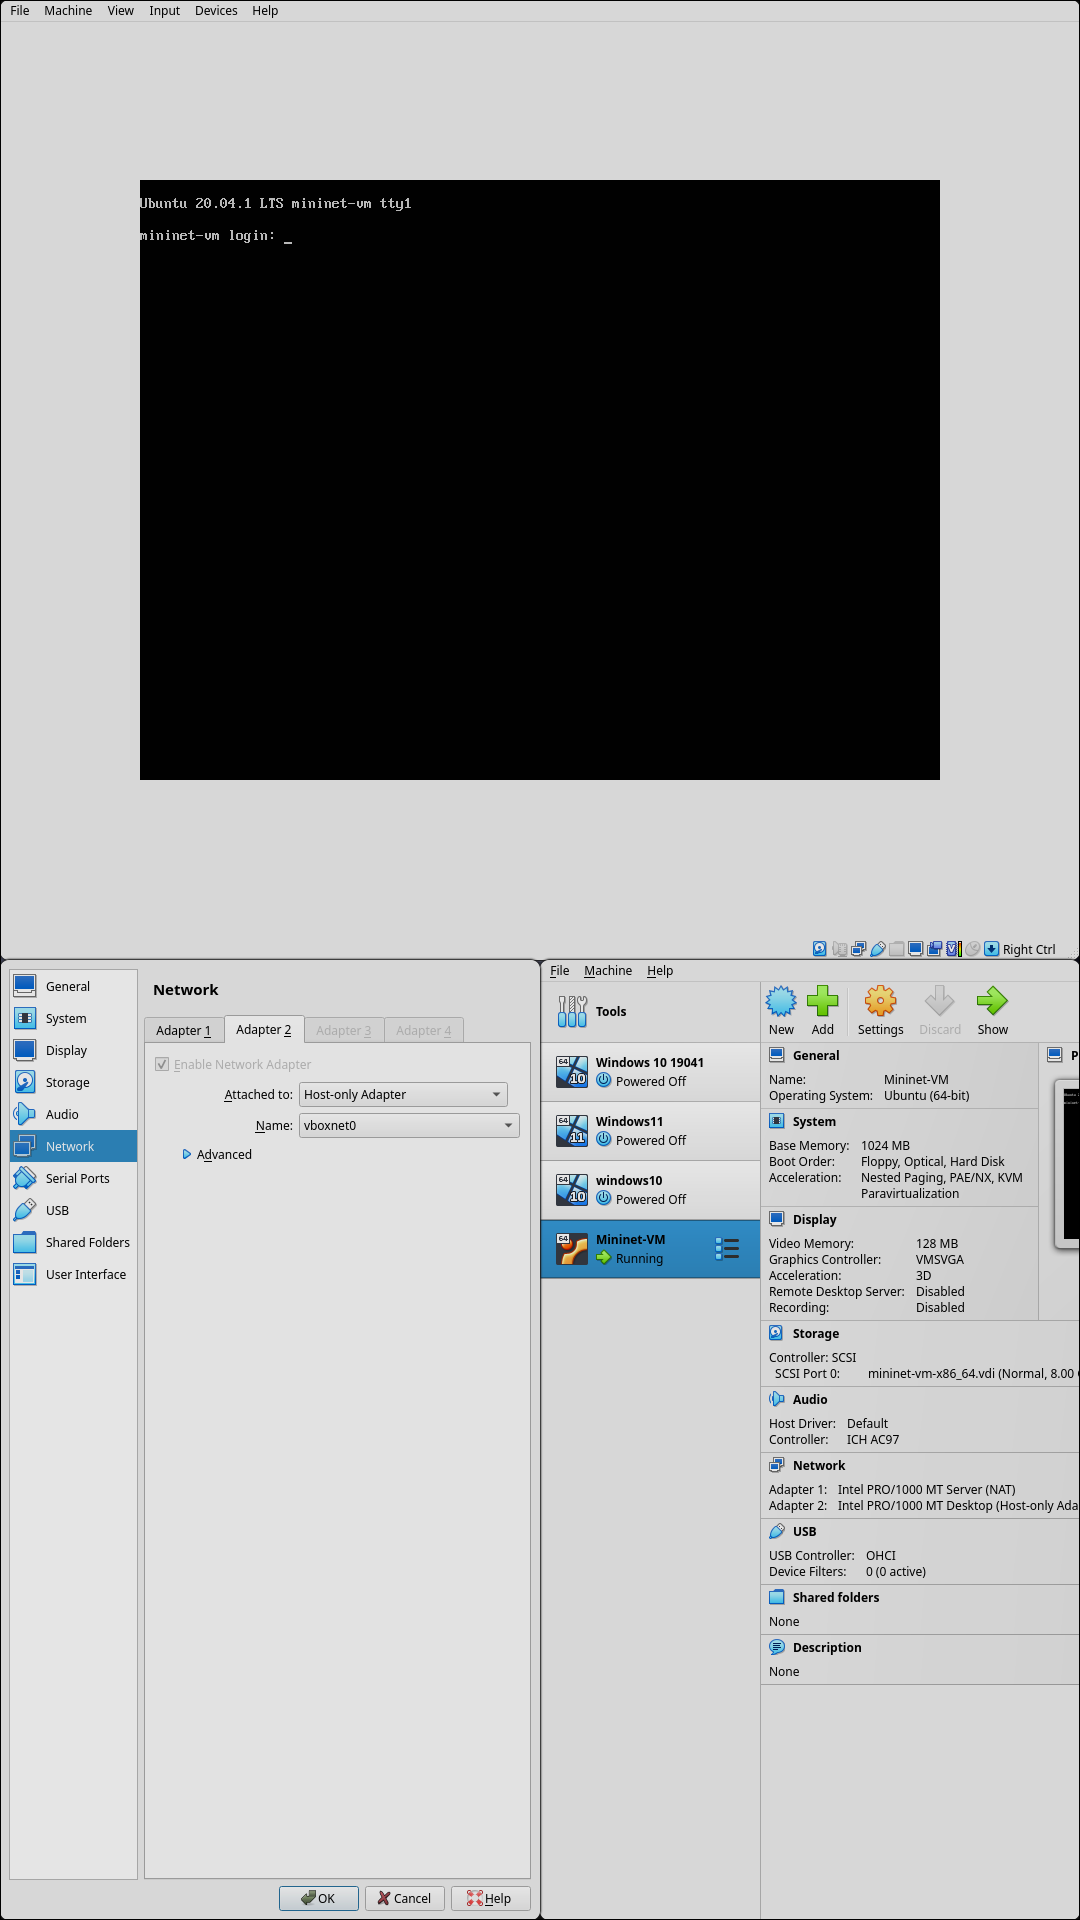 File Machine View Input Devices Help
Ubuntu 20.04.1 LTS mininet-vm tty1
mininet-vm login: _
Right Ctrl
General
System
Display
Storage
Audio
Network
Serial Ports
USB
Shared Folders
User Interface
Network
Adapter 1 Adapter 2 Adapter 3 Adapter 4
Enable Network Adapter
Attached to: Host-only Adapter
Name: vboxnet0
Advanced
OK Cancel Help
File Machine Help
Tools
Windows 10 19041
Powered Off
Windows11
Powered Off
windows10
Powered Off
Mininet-VM
Running
New Add Settings Discard Show
General
Name: Mininet-VM
Operating System: Ubuntu (64-bit)
System
Base Memory: 1024 MB
Boot Order: Floppy, Optical, Hard Disk
Acceleration: Nested Paging, PAE/NX, KVM
Paravirtualization
Display
Video Memory: 128 MB
Graphics Controller: VMSVGA
Acceleration: 3D
Remote Desktop Server: Disabled
Recording: Disabled
Storage
Controller: SCSI
SCSI Port 0: mininet-vm-x86_64.vdi (Normal, 8.00
Audio
Host Driver: Default
Controller: ICH AC97
Network
Adapter 1: Intel PRO/1000 MT Server (NAT)
Adapter 2: Intel PRO/1000 MT Desktop (Host-only Ada
USB
USB Controller: OHCI
Device Filters: 0 (0 active)
Shared folders
None
Description
None